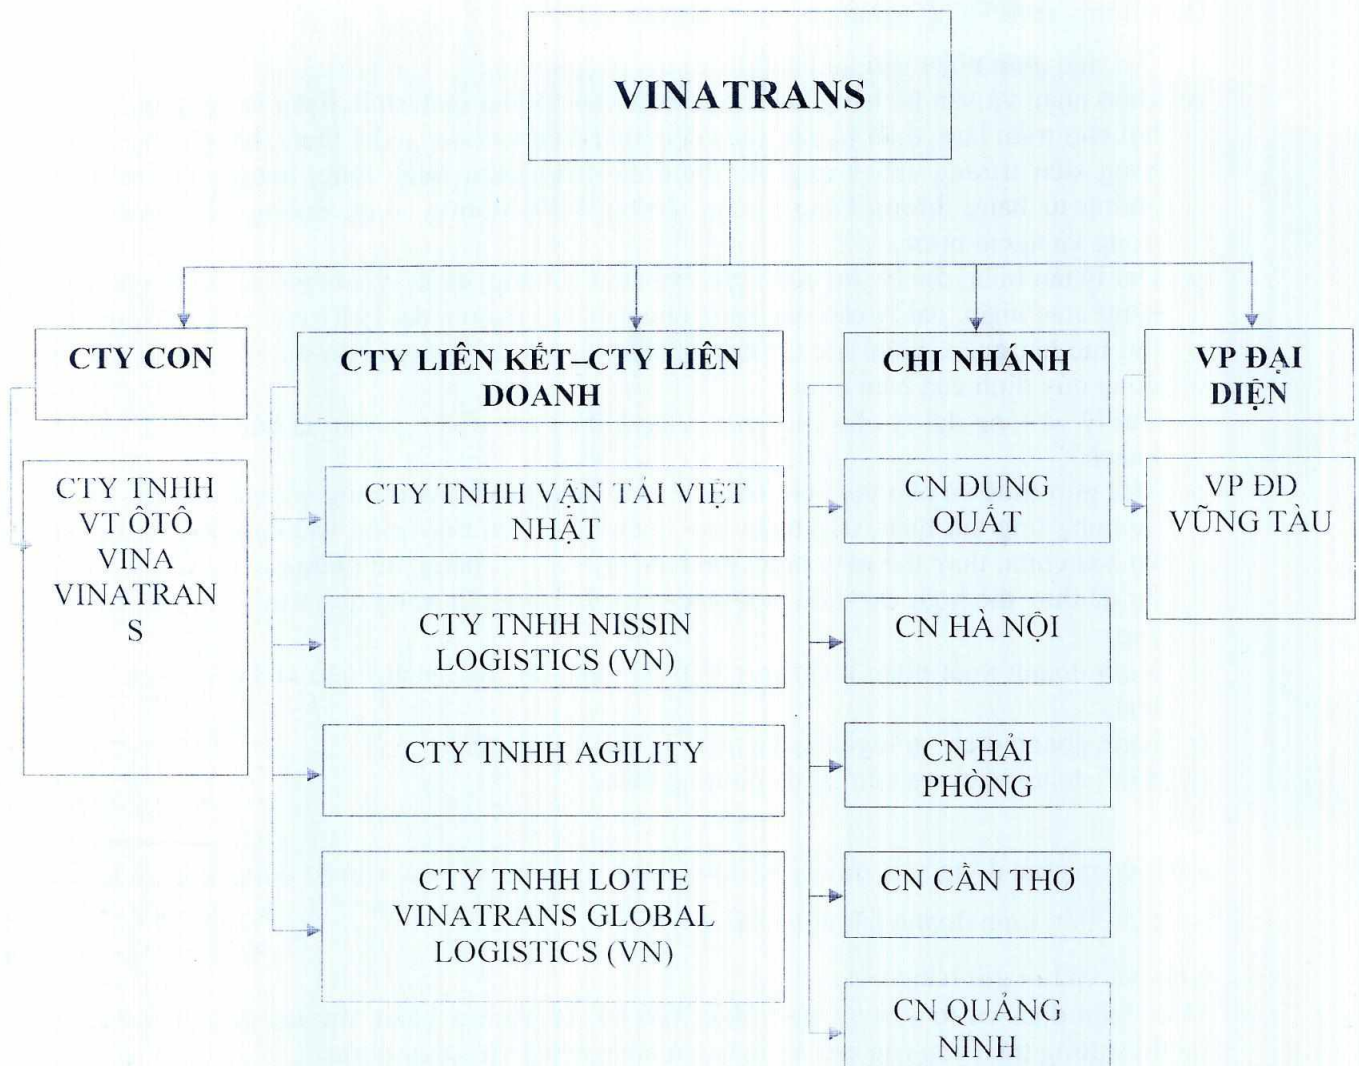 VINATRANS
CTY CON
CTY TNHH
VT ÔTÔ
VINA
VINATRAN
S
CTY LIÊN KẾT–CTY LIÊN
DOANH
CTY TNHH VẬN TẢI VIỆT
NHẬT
CTY TNHH NISSIN
LOGISTICS (VN)
CTY TNHH AGILITY
CTY TNHH LOTTE
VINATRANS GLOBAL
LOGISTICS (VN)
CHI NHÁNH
CN DUNG
QUẤT
CN HÀ NỘI
CN HẢI
PHÒNG
CN CẦN THƠ
CN QUẢNG
NINH
VP ĐẠI
DIỆN
VP ĐD
VŨNG TÀU